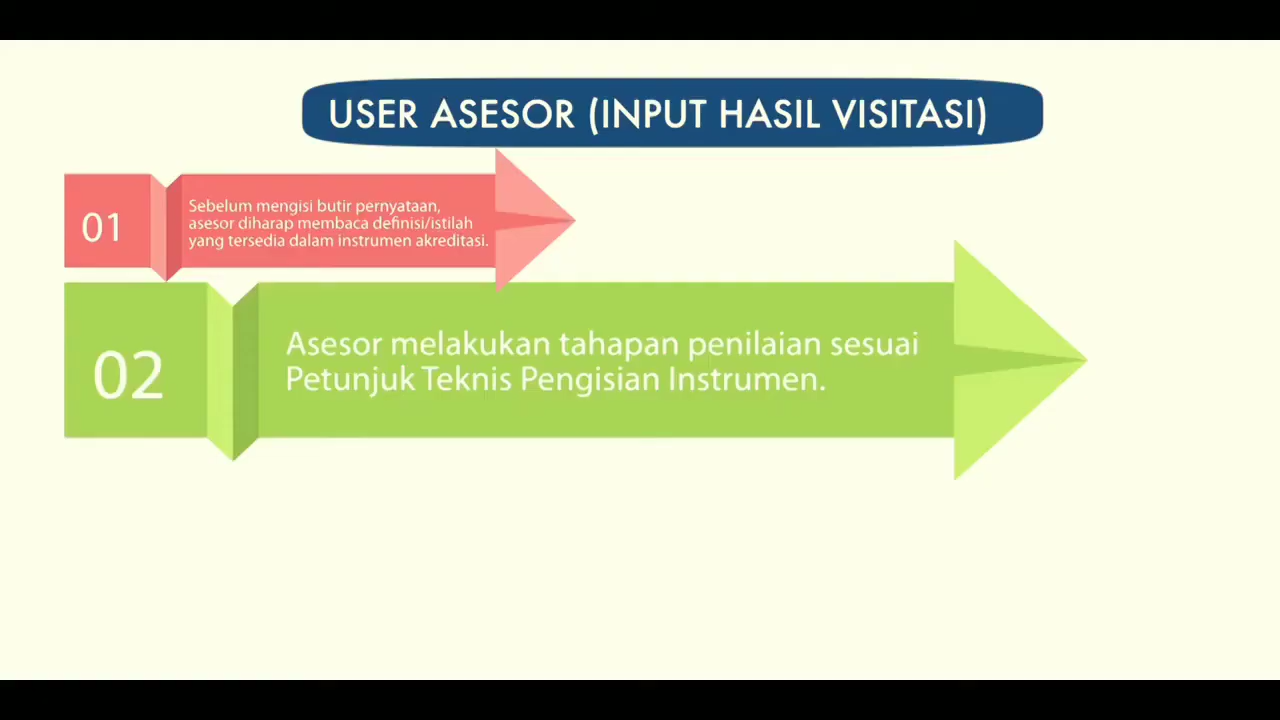 USER ASESOR (INPUT HASIL VISITASI)
01
Sebelum mengisi butir pernyataan,
asesor diharap membaca definisi/istilah
yang tersedia dalam instrumen akreditasi.
02
Asesor melakukan tahapan penilaian sesuai
Petunjuk Teknis Pengisian Instrumen.